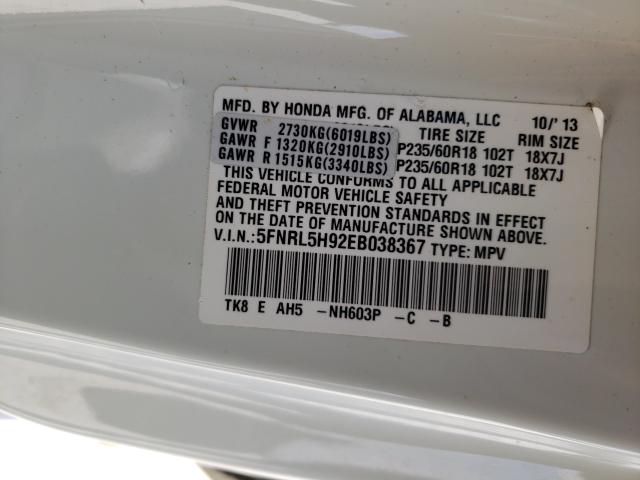 MFD. BY HONDA MFG. OF ALABAMA, LLC 10/'13
GVWR 2730KG(6019LBS) TIRE SIZE RIM SIZE
GAWR F 1320KG(2910LBS) P235/60R18 102T 18X7J
GAWR R 1515KG(3340LBS) P235/60R18 102T 18X7J
THIS VEHICLE CONFORMS TO ALL APPLICABLE
FEDERAL MOTOR VEHICLE SAFETY
AND THEFT PREVENTION STANDARDS IN EFFECT
ON THE DATE OF MANUFACTURE SHOWN ABOVE.
V.I.N.:5FNRL5H92EB038367 TYPE: MPV
TK8 E AH5 -NH603P -C -B